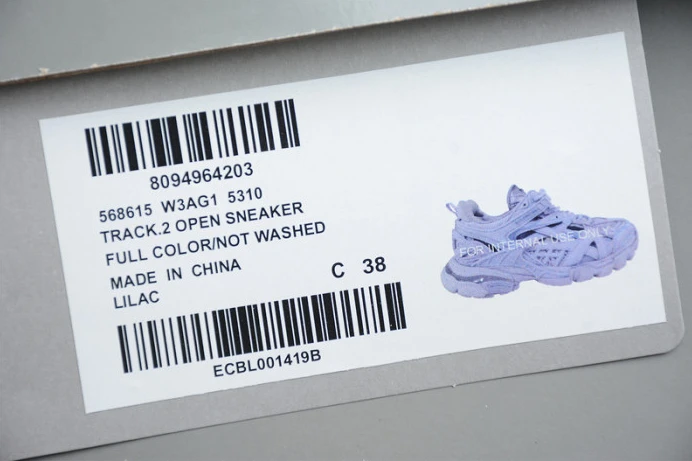 8094964203
568615 W3AG1 5310
TRACK.2 OPEN SNEAKER
FULL COLOR/NOT WASHED
MADE IN CHINA
C 38
LILAC
ECBL001419B
FOR INTERNAL USE ONLY